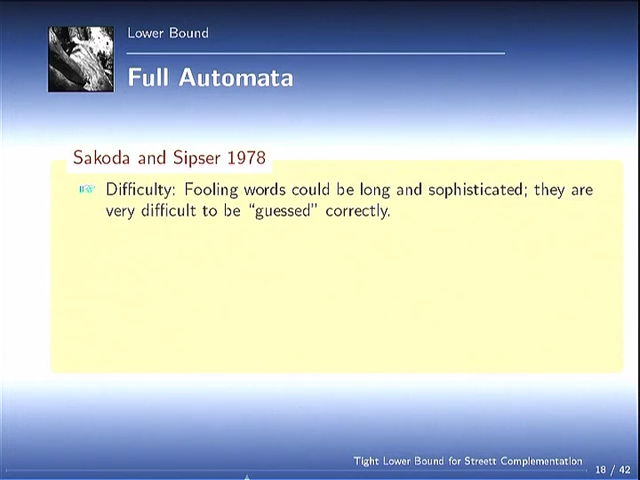 Lower Bound
Full Automata
Sakoda and Sipser 1978
Difficulty: Fooling words could be long and sophisticated; they are
very difficult to be “guessed” correctly.
Tight Lower Bound for Streett Complementation
18 / 42